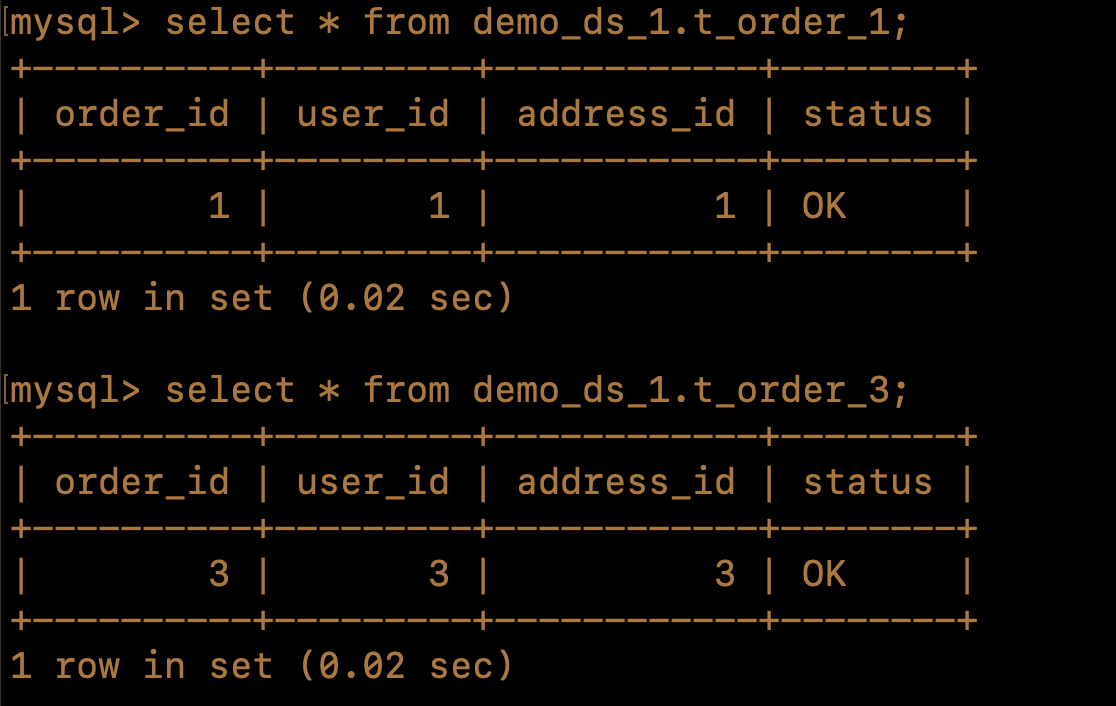 [mysql> select * from demo_ds_1.t_order_1;
+----------+---------+------------+--------+
| order_id | user_id | address_id | status |
+----------+---------+------------+--------+
|        1 |       1 |          1 | OK     |
+----------+---------+------------+--------+
1 row in set (0.02 sec)

[mysql> select * from demo_ds_1.t_order_3;
+----------+---------+------------+--------+
| order_id | user_id | address_id | status |
+----------+---------+------------+--------+
|        3 |       3 |          3 | OK     |
+----------+---------+------------+--------+
1 row in set (0.02 sec)